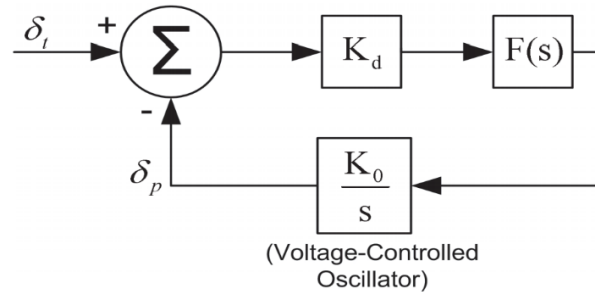 δt + Σ Kd F(s)
-
δp K0
s
(Voltage-Controlled
Oscillator)